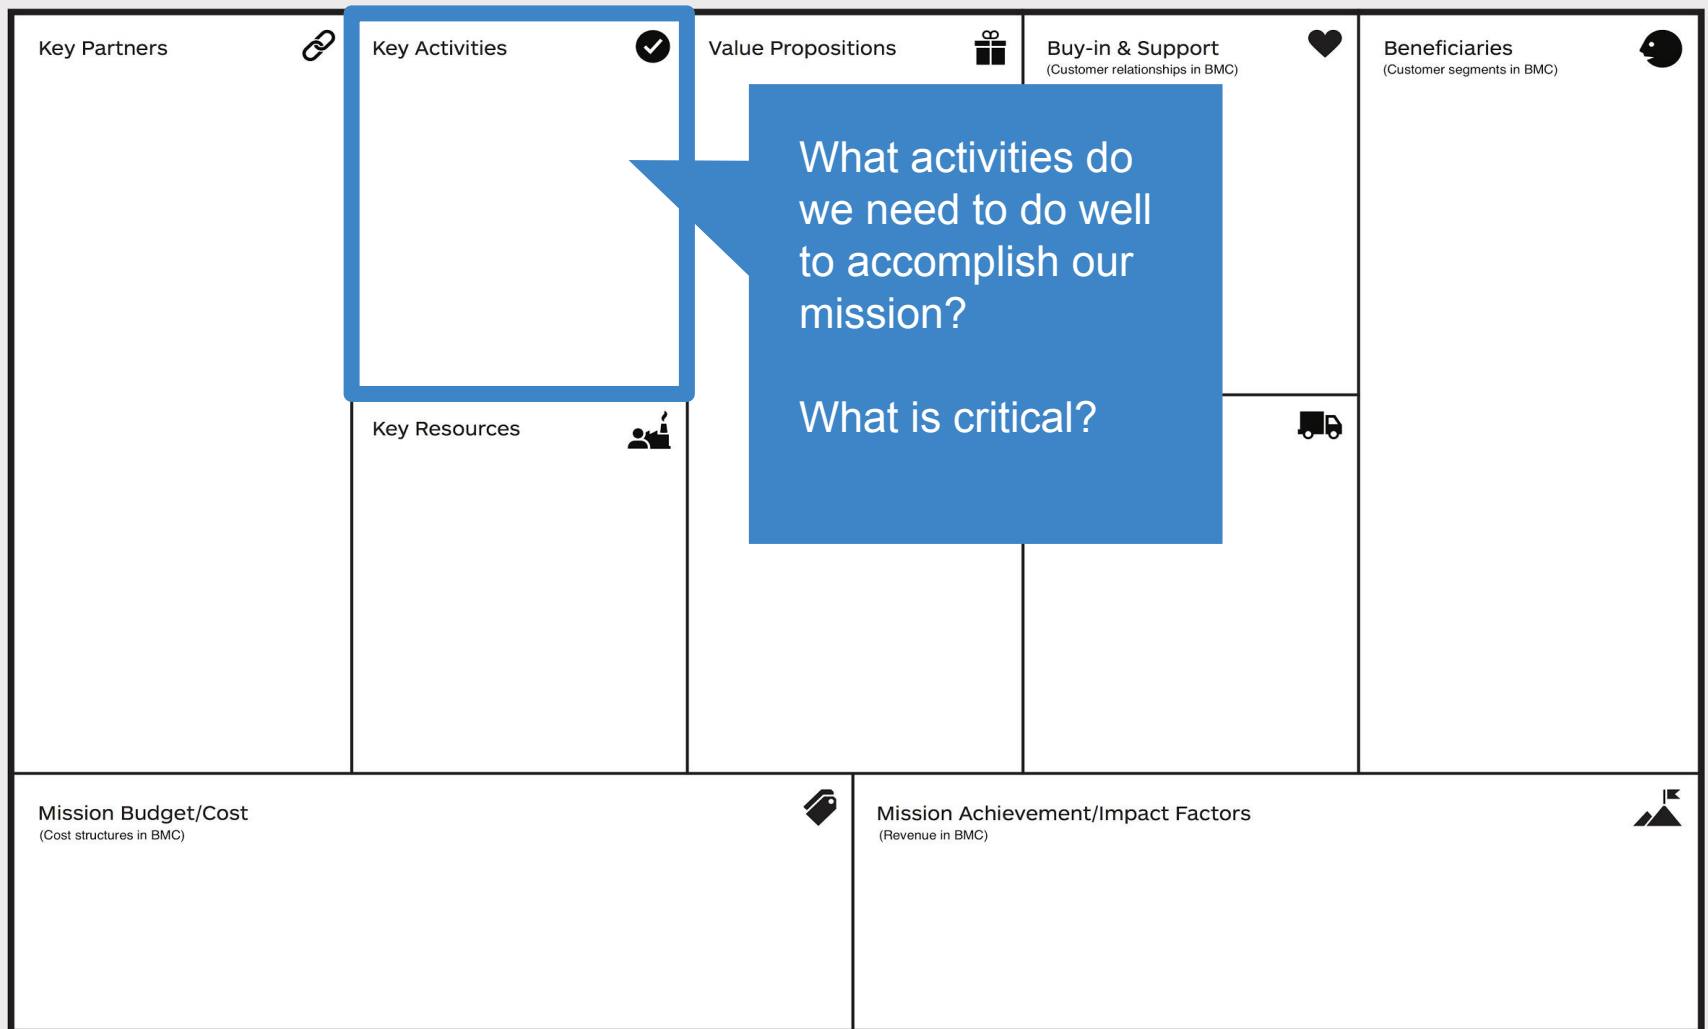 Key Partners
Key Activities
Value Propositions
Buy-in & Support
(Customer relationships in BMC)
Beneficiaries
(Customer segments in BMC)
What activities do
we need to do well
to accomplish our
mission?
What is critical?
Key Resources
Mission Budget/Cost
(Cost structures in BMC)
Mission Achievement/Impact Factors
(Revenue in BMC)